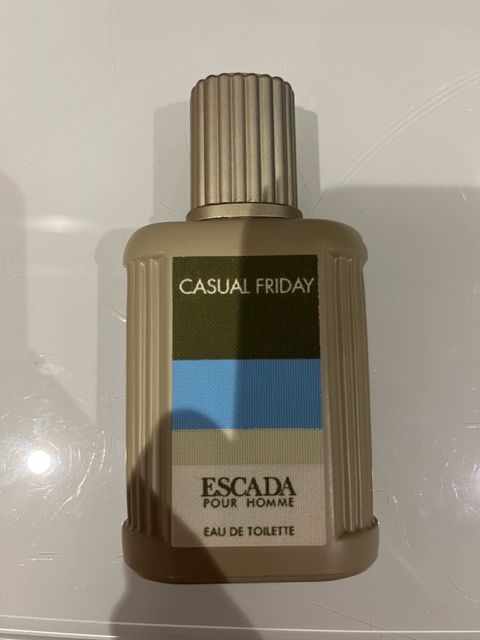 CASUAL FRIDAY
ESCADA
POUR HOMME
EAU DE TOILETTE